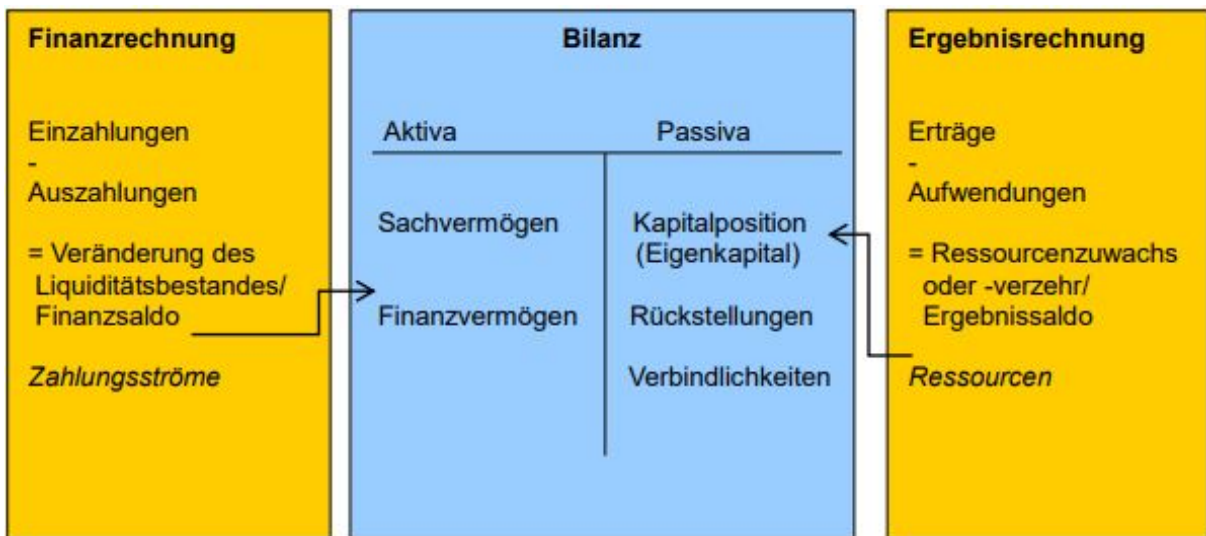 Finanzrechnung
Einzahlungen
-
Auszahlungen
= Veränderung des
Liquiditätsbestandes/
Finanzsaldo
Zahlungsströme
Bilanz
Aktiva
Passiva
Sachvermögen
Kapitalposition
(Eigenkapital)
Finanzvermögen
Rückstellungen
Verbindlichkeiten
Ergebnisrechnung
Erträge
-
Aufwendungen
= Ressourcenzuwachs
oder -verzehr/
Ergebnissaldo
Ressourcen